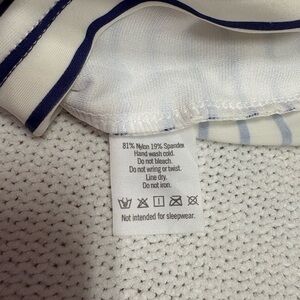 81% Nylon 19% Spandex
Hand wash cold.
Do not bleach.
Do not wring or twist.
Line dry.
Do not iron.
Not intended for sleepwear.